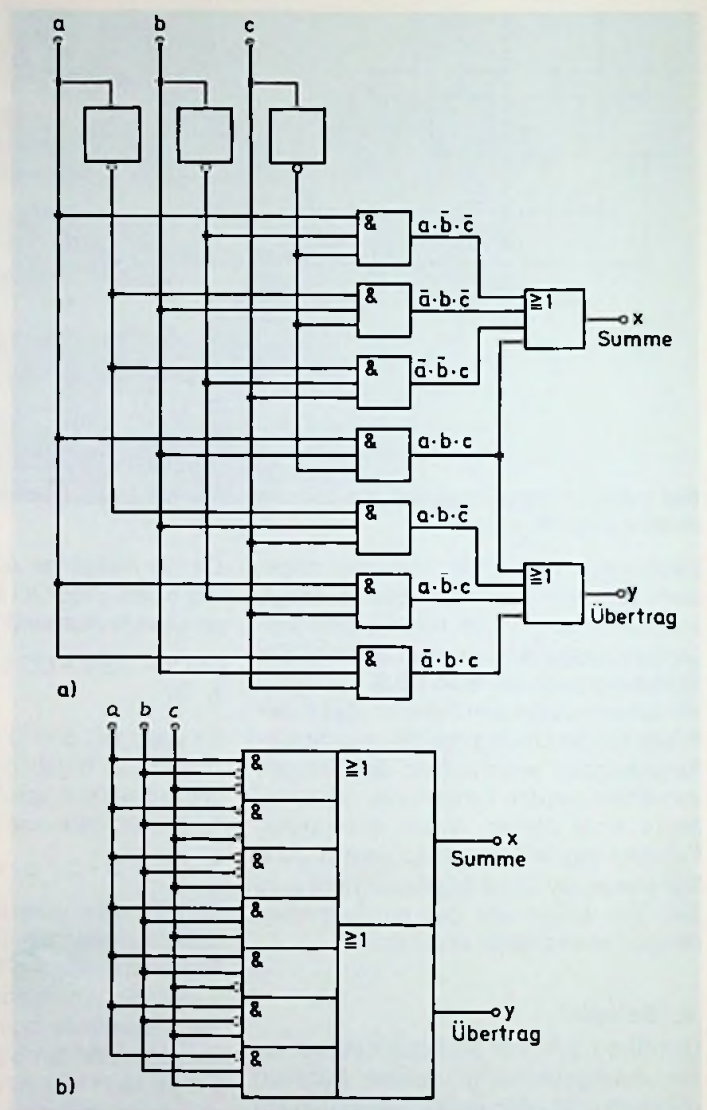 a b c
& a·b̄·c̄
≧1
x
Summe
& ā·b·c̄
& ā·b̄·c
& a·b·c
& a·b·c̄
≧1
y
Übertrag
& a·b̄·c
& ā·b·c
a)
a b c
& ≧1
&
x
Summe
&
&
≧1
&
&
y
Übertrag
&
b)